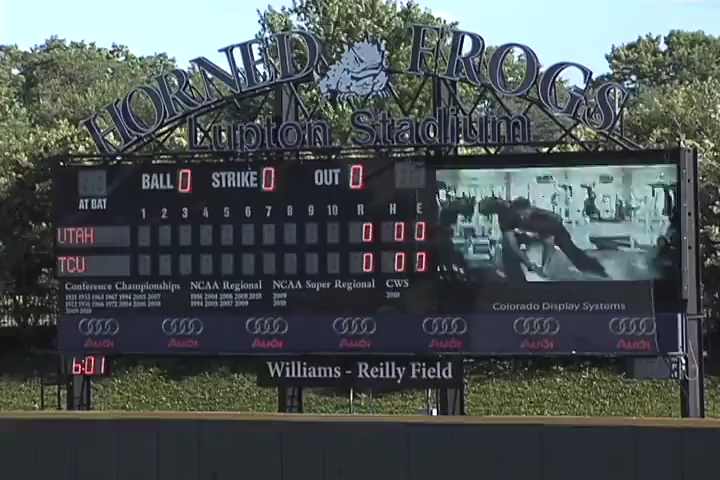 HORNED FROGS
Lupton Stadium
BALL 0 STRIKE 0 OUT 0
AT BAT
1 2 3 4 5 6 7 8 9 10 R H E
UTAH 0 0 0
TCU 0 0 0
Conference Championships NCAA Regional NCAA Super Regional CWS
2009 2010
2010
Colorado Display Systems
Audi Audi Audi Audi Audi Audi Audi
6:01
Williams - Reilly Field